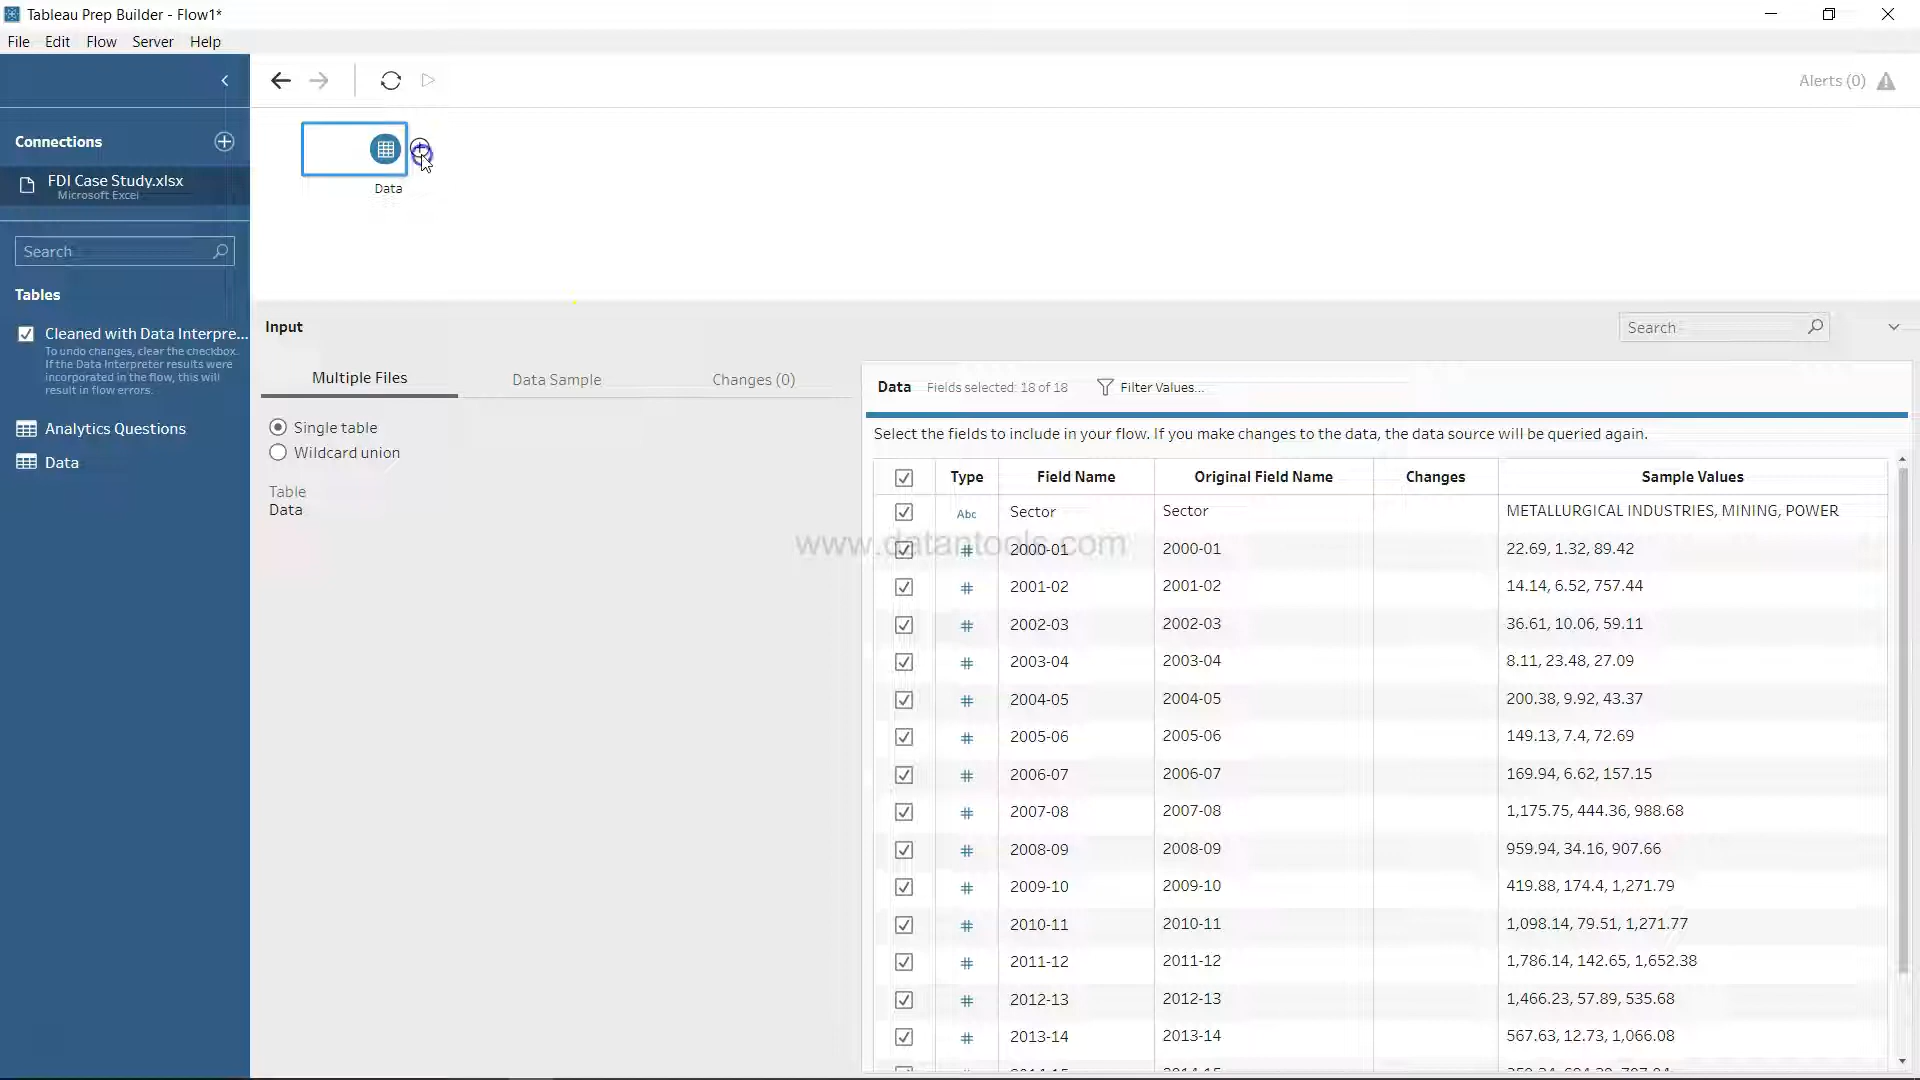 Tableau Prep Builder - Flow1*
File Edit Flow Server Help
Alerts (0)
Connections
FDI Case Study.xlsx
Microsoft Excel
Data
Search
Tables
Cleaned with Data Interpre...
To undo changes, clear the checkbox.
If the Data Interpreter results were
incorporated in the flow, this will
result in flow errors.
Analytics Questions
Data
Input
Search
Multiple Files Data Sample Changes (0)
Single table
Wildcard union
Table
Data
Data Fields selected: 18 of 18 Filter Values...
Select the fields to include in your flow. If you make changes to the data, the data source will be queried again.
Type Field Name Original Field Name Changes Sample Values
Abc Sector Sector METALLURGICAL INDUSTRIES, MINING, POWER
www.datantools.com
# 2000-01 2000-01 22.69, 1.32, 89.42
# 2001-02 2001-02 14.14, 6.52, 757.44
# 2002-03 2002-03 36.61, 10.06, 59.11
# 2003-04 2003-04 8.11, 23.48, 27.09
# 2004-05 2004-05 200.38, 9.92, 43.37
# 2005-06 2005-06 149.13, 7.4, 72.69
# 2006-07 2006-07 169.94, 6.62, 157.15
# 2007-08 2007-08 1,175.75, 444.36, 988.68
# 2008-09 2008-09 959.94, 34.16, 907.66
# 2009-10 2009-10 419.88, 174.4, 1,271.79
# 2010-11 2010-11 1,098.14, 79.51, 1,271.77
# 2011-12 2011-12 1,786.14, 142.65, 1,652.38
# 2012-13 2012-13 1,466.23, 57.89, 535.68
# 2013-14 2013-14 567.63, 12.73, 1,066.08